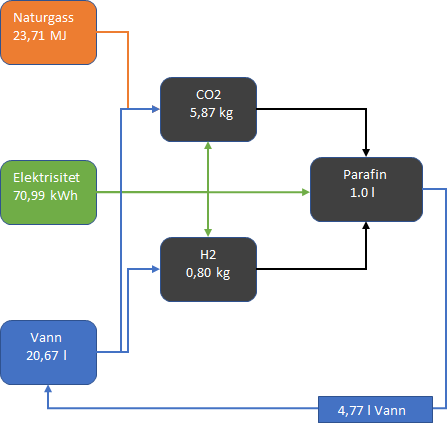 Naturgass
23,71 MJ
CO2
5,87 kg
Elektrisitet
70,99 kWh
Parafin
1.0 l
H2
0,80 kg
Vann
20,67 l
4,77 l Vann